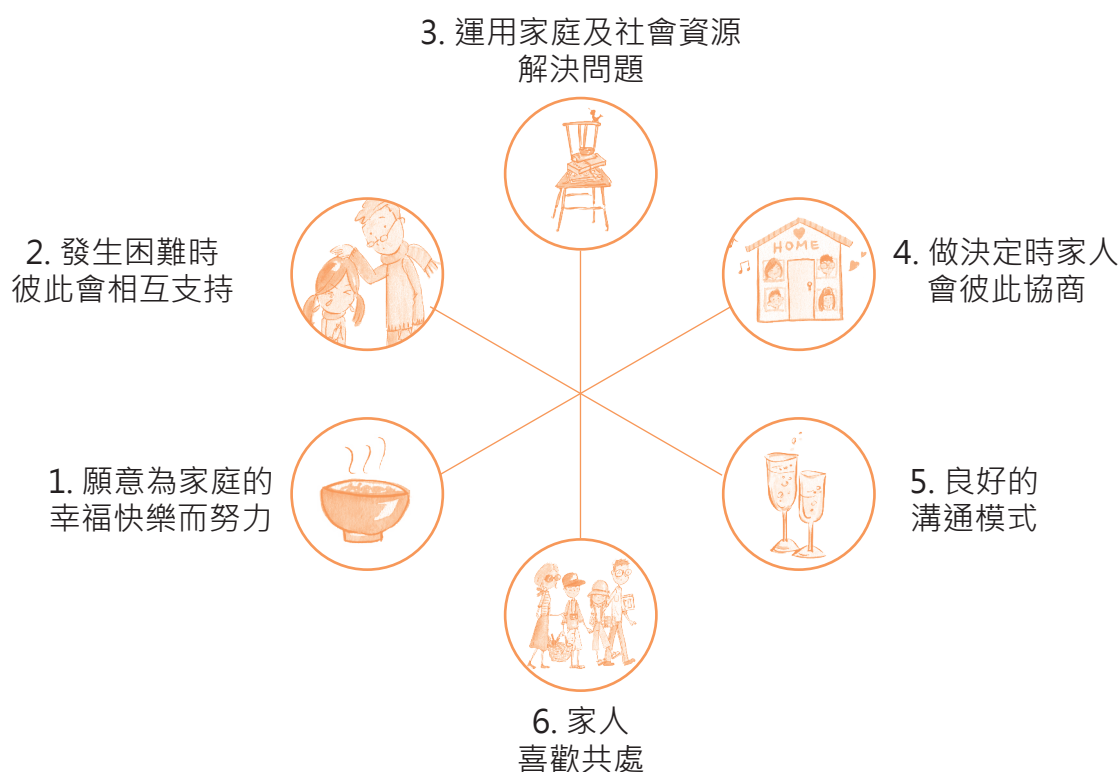 3. 運用家庭及社會資源
解決問題
2. 發生困難時
彼此會相互支持
HOME
4. 做決定時家人
會彼此協商
1. 願意為家庭的
幸福快樂而努力
5. 良好的
溝通模式
6. 家人
喜歡共處